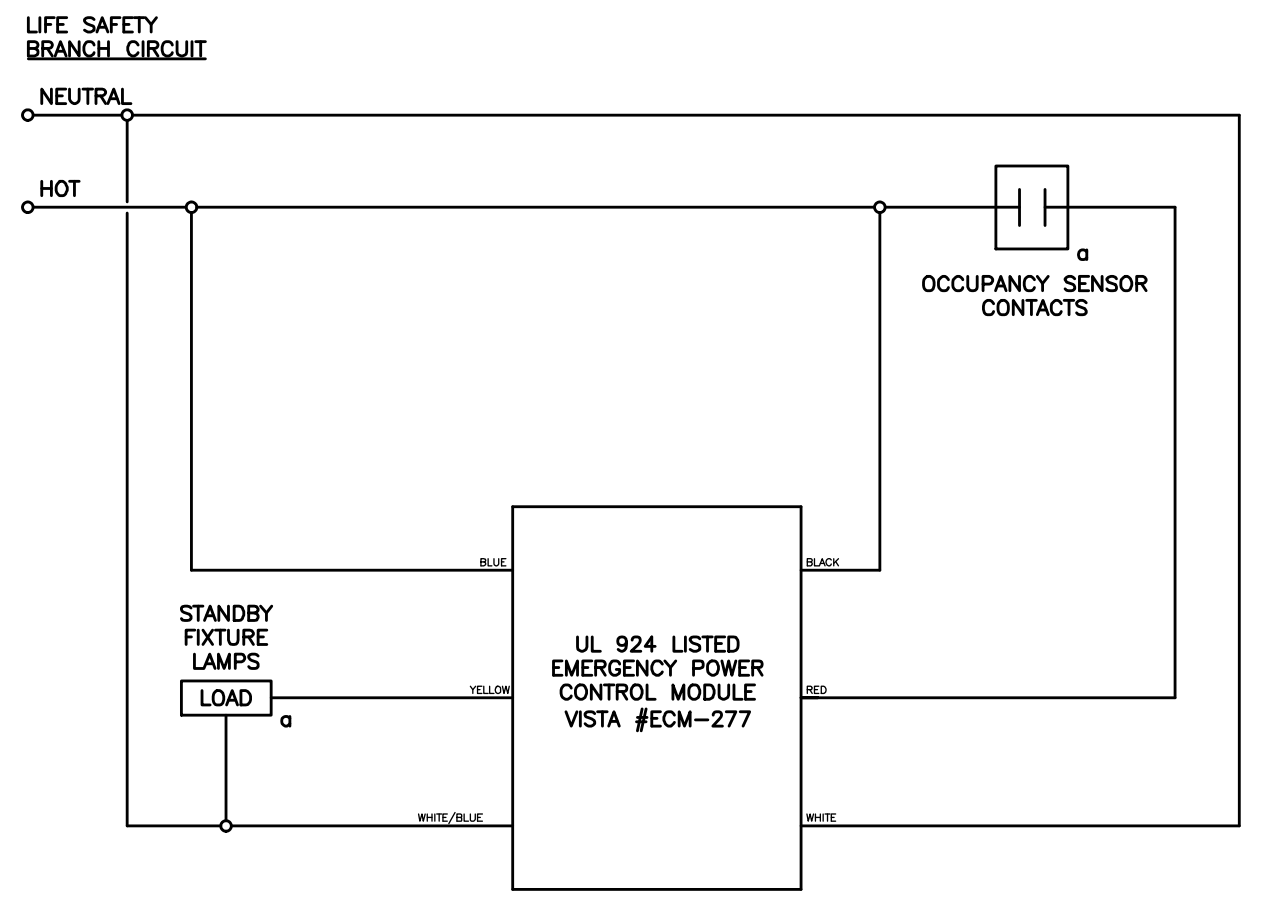 LIFE SAFETY
BRANCH CIRCUIT
NEUTRAL
HOT
a
OCCUPANCY SENSOR
CONTACTS
BLUE
BLACK
STANDBY
FIXTURE
LAMPS
LOAD
a
YELLOW
UL 924 LISTED
EMERGENCY POWER
CONTROL MODULE
VISTA #ECM-277
RED
WHITE/BLUE
WHITE